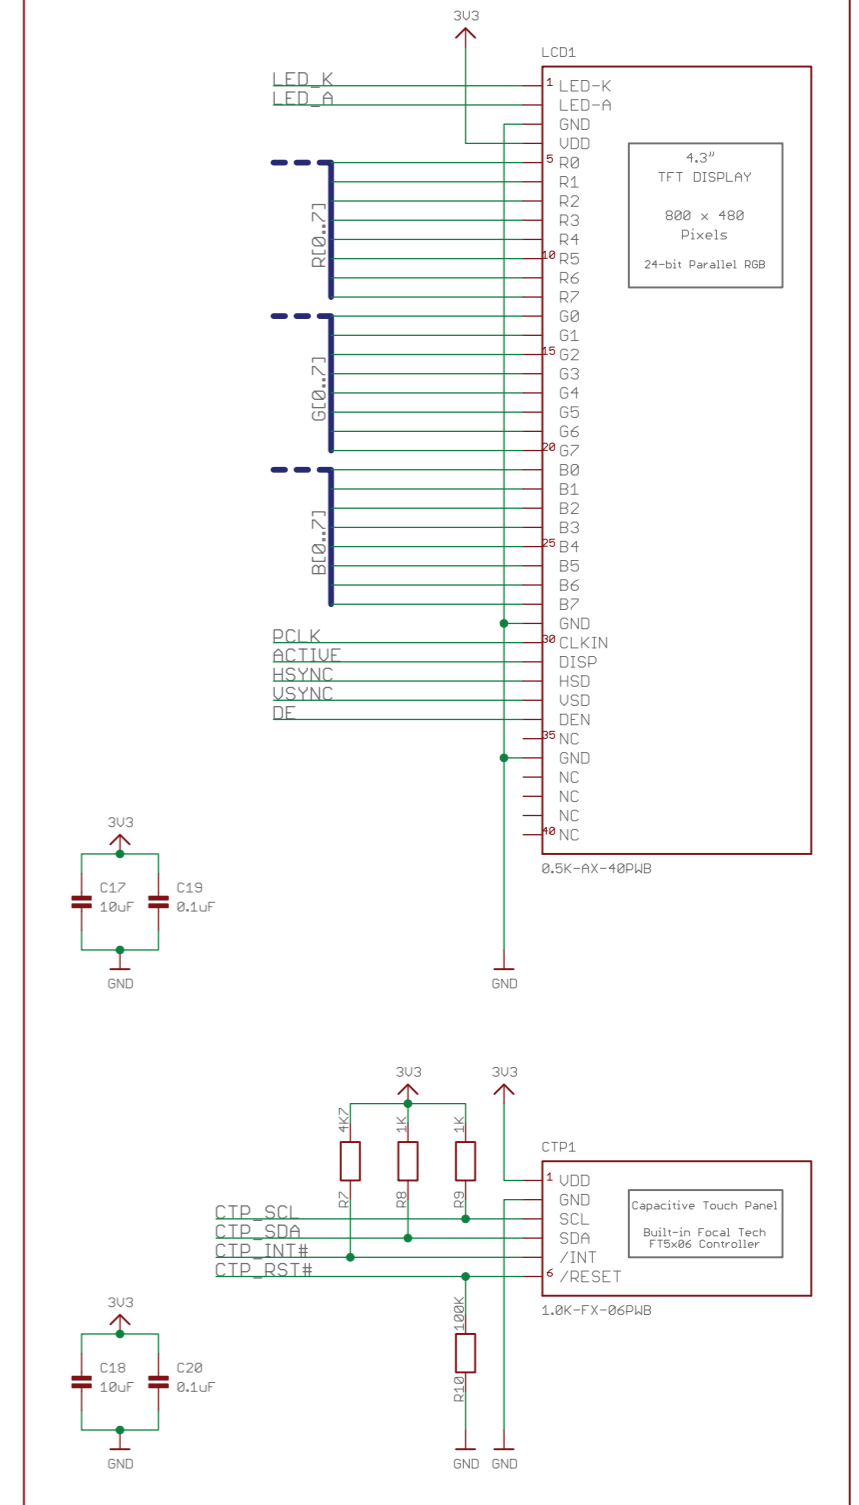 3V3
LCD1
LED_K
LED_A
1 LED-K
LED-A
GND
VDD
5 R0
R1
R2
R3
R4
10 R5
R6
R7
G0
G1
15 G2
G3
G4
G5
G6
20 G7
B0
B1
B2
B3
25 B4
B5
B6
B7
GND
30 CLKIN
DISP
HSD
VSD
DEN
35 NC
GND
NC
NC
NC
40 NC
4.3"
TFT DISPLAY
800 x 480
Pixels
24-bit Parallel RGB
R[0..7]
G[0..7]
B[0..7]
PCLK
ACTIVE
HSYNC
VSYNC
DE
0.5K-AX-40PWB
3V3
C17
10uF
C19
0.1uF
GND
GND
3V3
3V3
4K7
1K
1K
R7
R8
R9
CTP1
CTP_SCL
CTP_SDA
CTP_INT#
CTP_RST#
1 VDD
GND
SCL
SDA
/INT
6 /RESET
Capacitive Touch Panel
Built-in Focal Tech
FT5x06 Controller
1.0K-FX-06PWB
100K
R10
3V3
C18
10uF
C20
0.1uF
GND
GND
GND